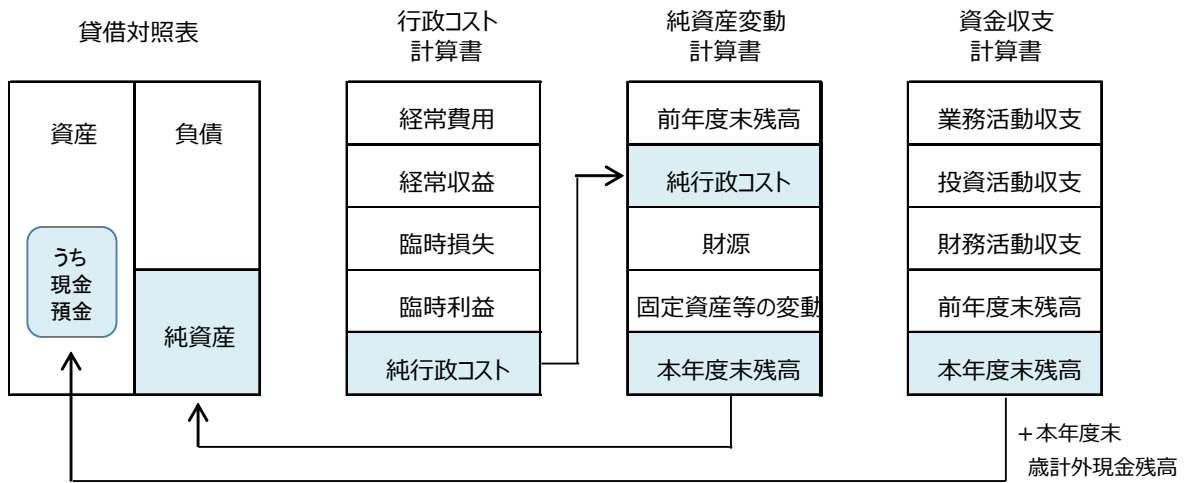 貸借対照表
資産
負債
うち
現金
預金
純資産
行政コスト
計算書
経常費用
経常収益
臨時損失
臨時利益
純行政コスト
純資産変動
計算書
前年度末残高
純行政コスト
財源
固定資産等の変動
本年度末残高
資金収支
計算書
業務活動収支
投資活動収支
財務活動収支
前年度末残高
本年度末残高
+本年度末
歳計外現金残高